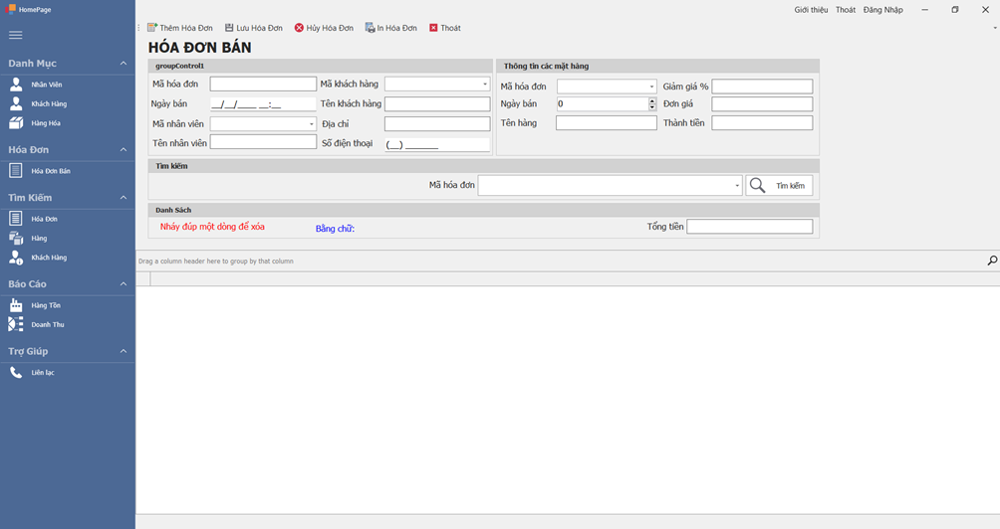 HomePage
Giới thiệu Thoát Đăng Nhập
Danh Mục
Nhân Viên
Khách Hàng
Hàng Hóa
Hóa Đơn
Hóa Đơn Bán
Tìm Kiếm
Hóa Đơn
Hàng
Khách Hàng
Báo Cáo
Hàng Tồn
Doanh Thu
Trợ Giúp
Liên lạc
Thêm Hóa Đơn Lưu Hóa Đơn Hủy Hóa Đơn In Hóa Đơn Thoát
HÓA ĐƠN BÁN
groupControl1
Mã hóa đơn Mã khách hàng
Ngày bán __/__/____ __:__ Tên khách hàng
Mã nhân viên Địa chỉ
Tên nhân viên Số điện thoại (__) _______
Thông tin các mặt hàng
Mã hóa đơn Giảm giá %
Ngày bán 0 Đơn giá
Tên hàng Thành tiền
Tìm kiếm
Mã hóa đơn Tìm kiếm
Danh Sách
Nháy đúp một dòng để xóa Bằng chữ: Tổng tiền
Drag a column header here to group by that column